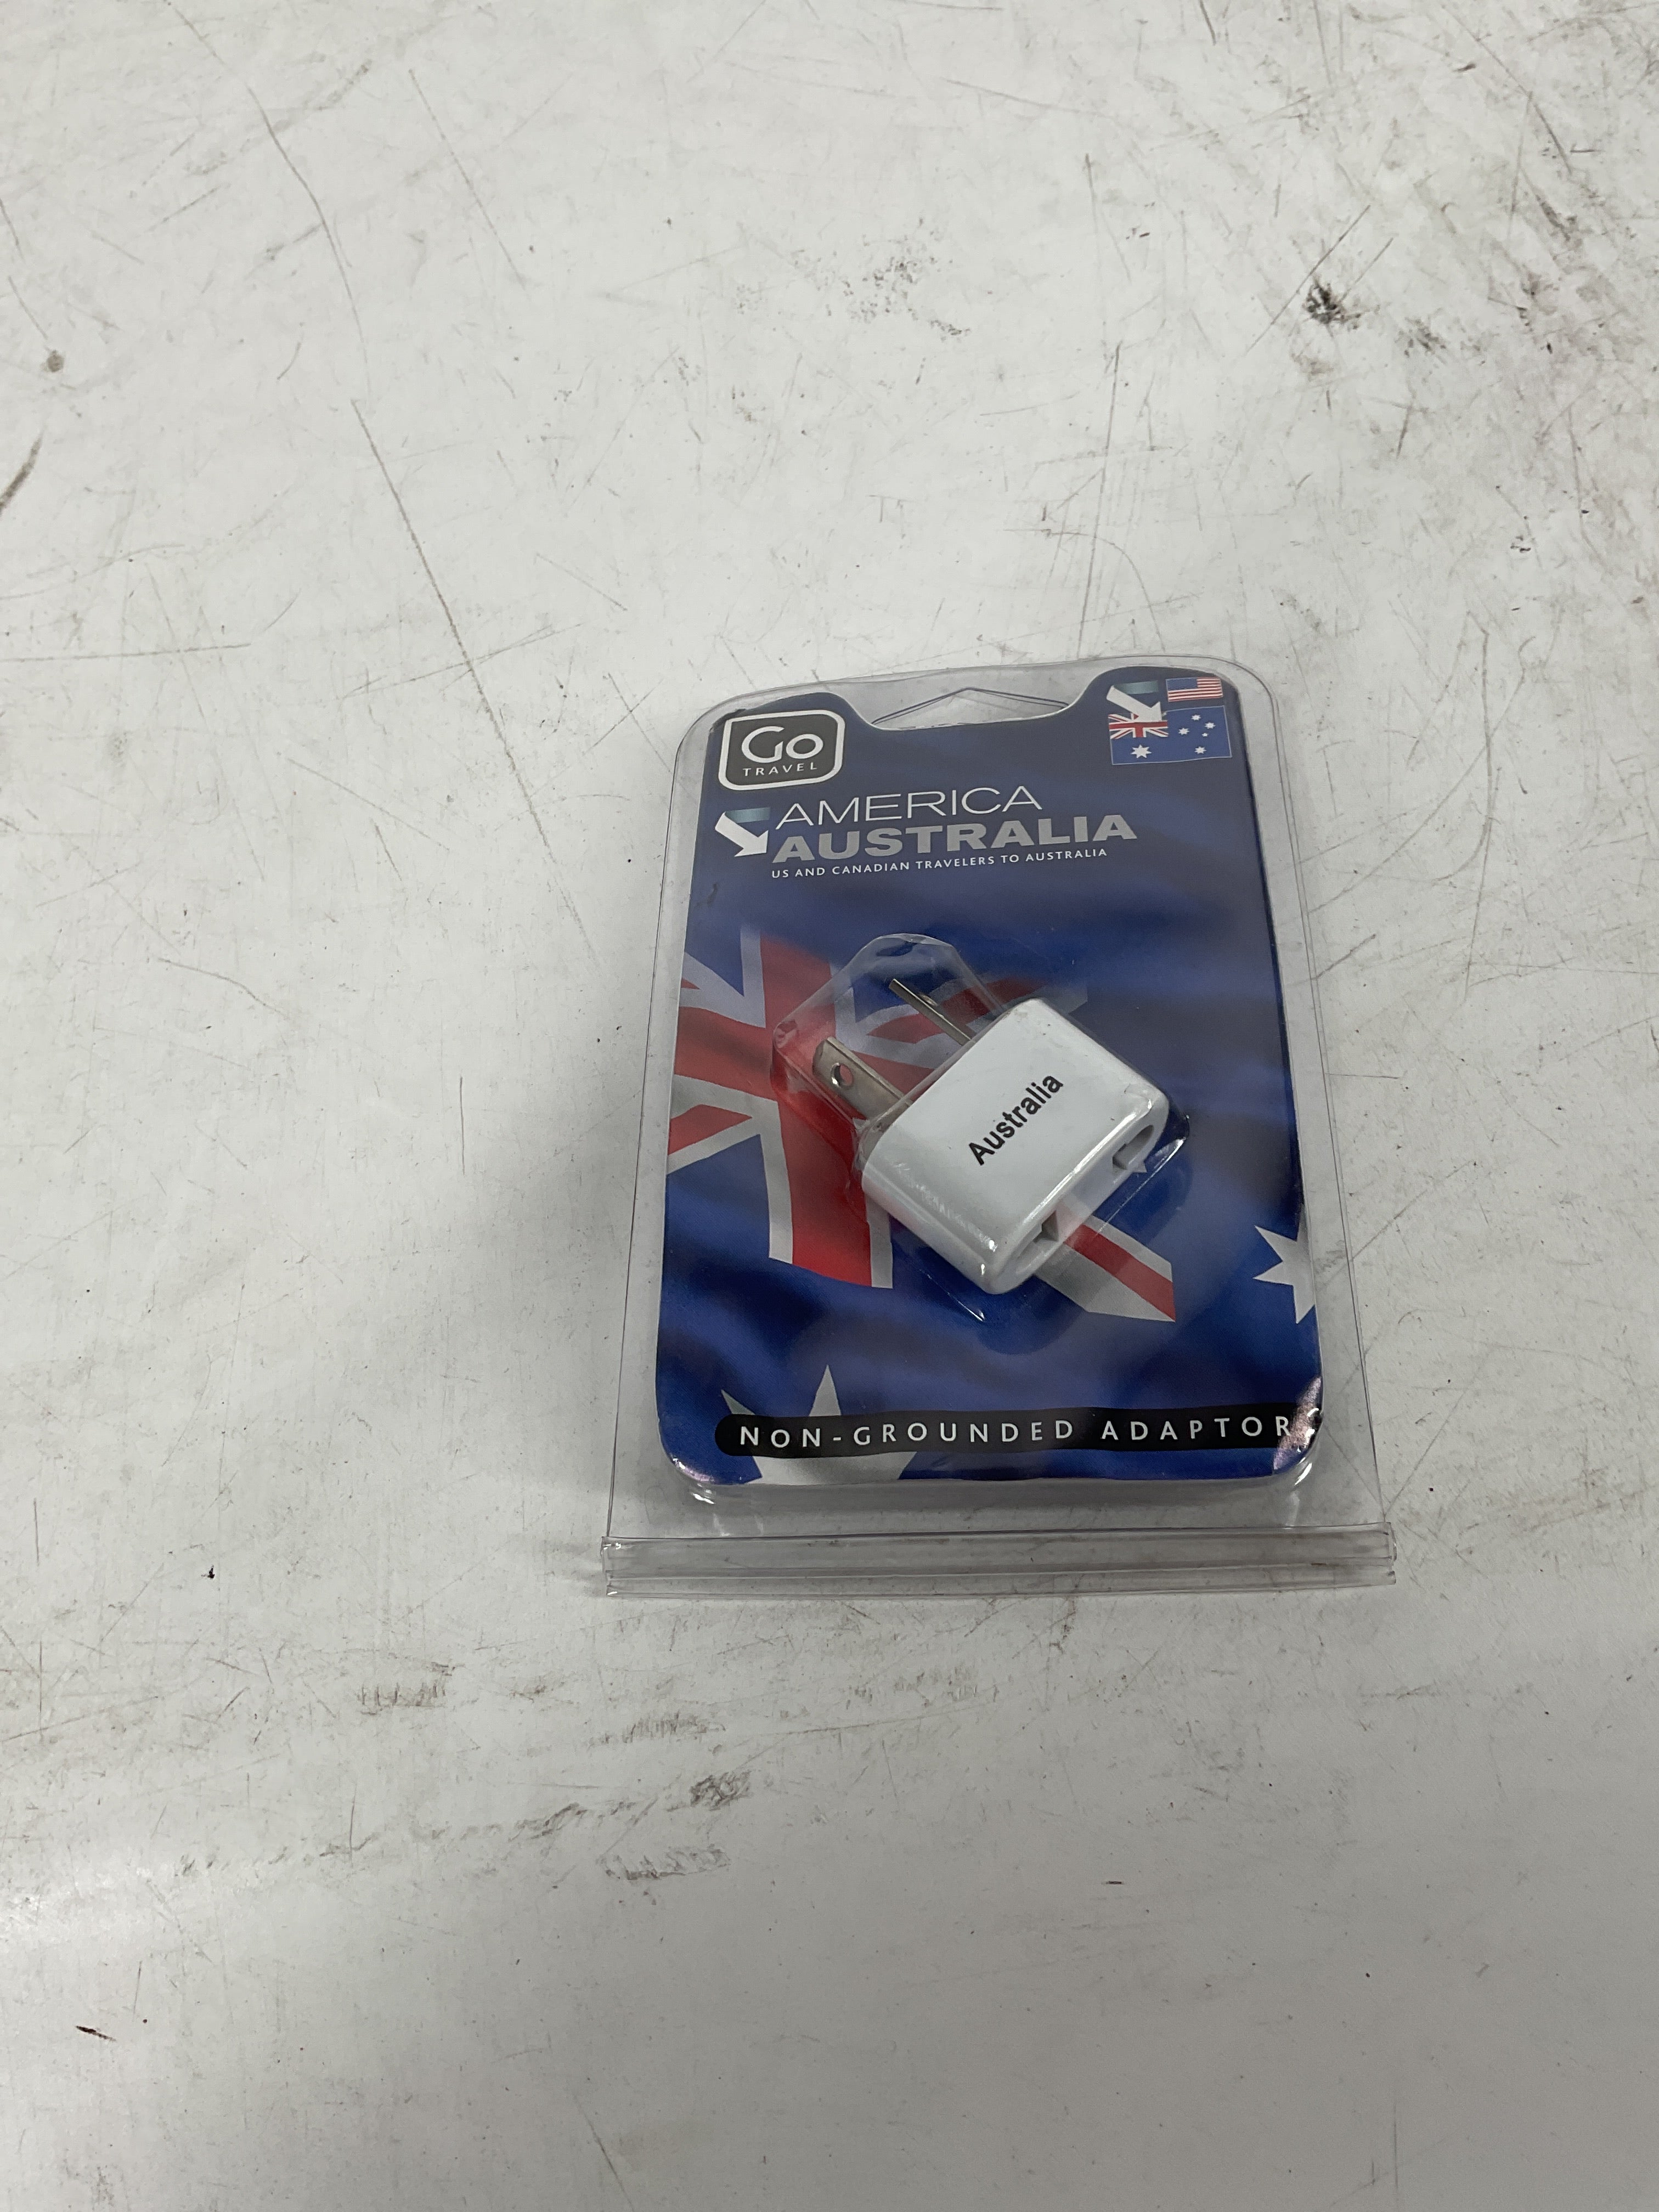 Go
TRAVEL
AMERICA
AUSTRALIA
US AND CANADIAN TRAVELERS TO AUSTRALIA
Australia
NON-GROUNDED ADAPTOR